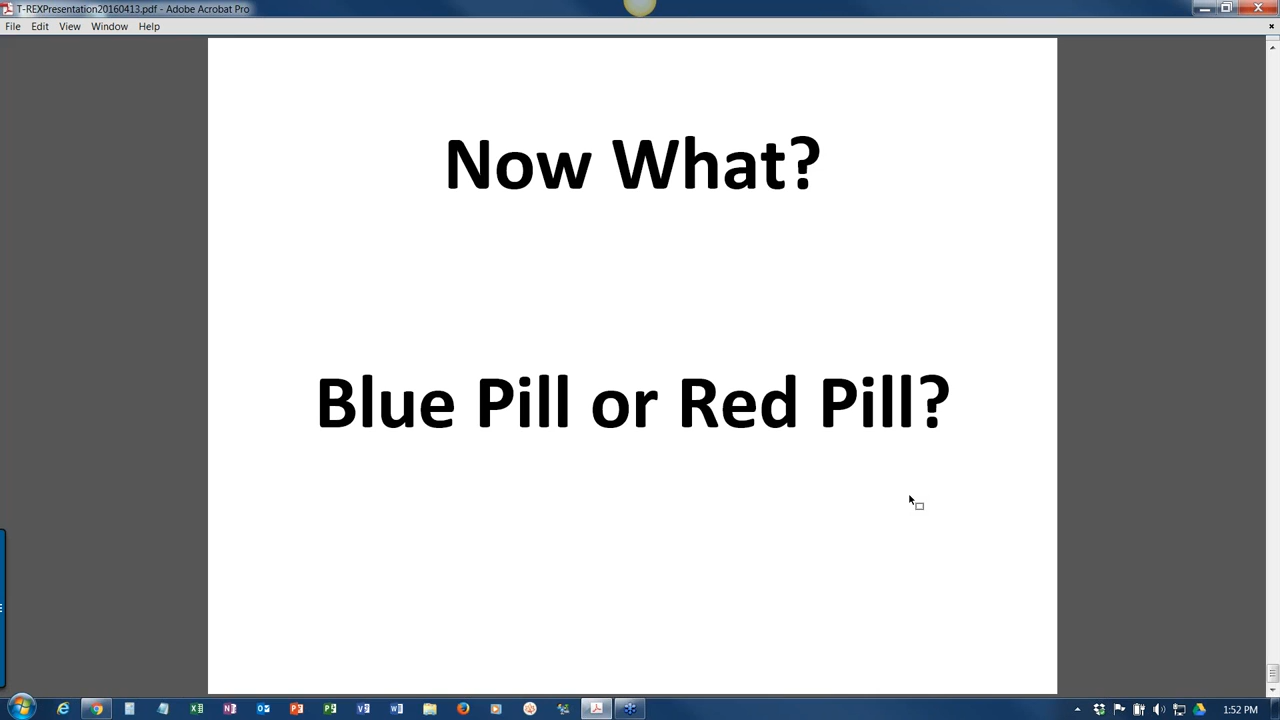 T-REXPresentation20160413.pdf - Adobe Acrobat Pro
File Edit View Window Help
Now What?
Blue Pill or Red Pill?
1:52 PM